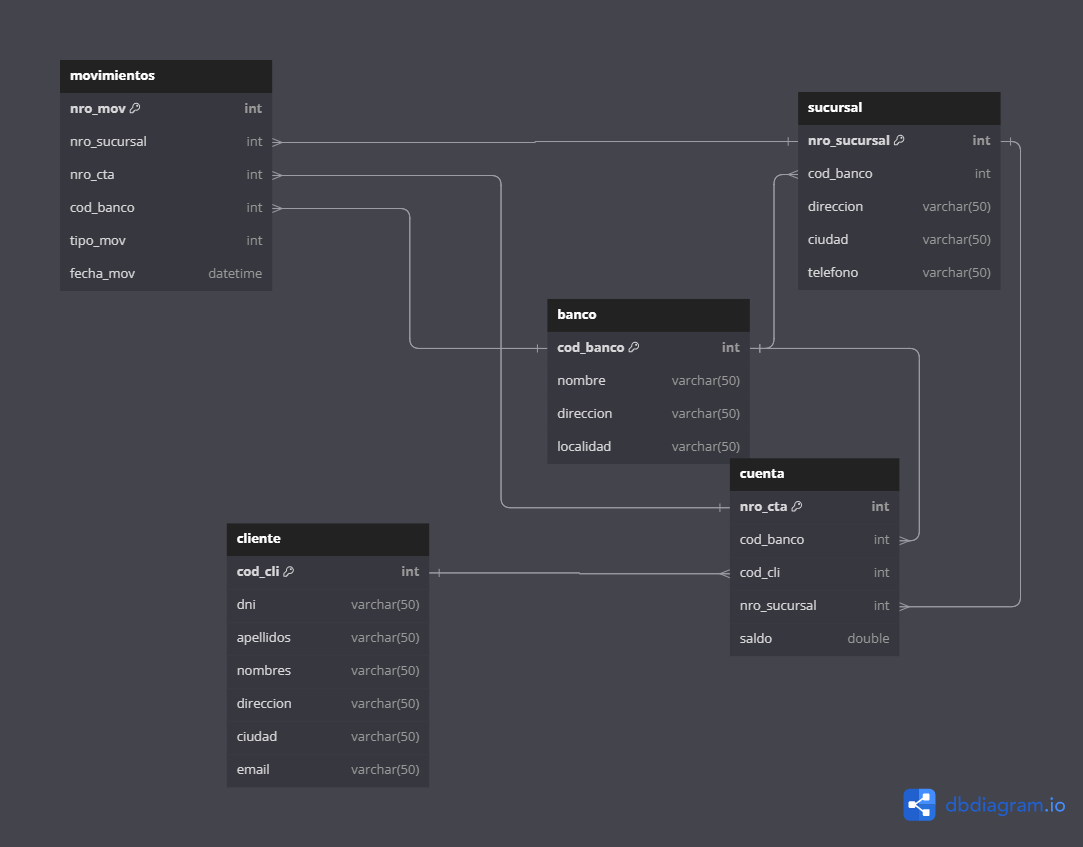 movimientos
nro_mov int
nro_sucursal int
nro_cta int
cod_banco int
tipo_mov int
fecha_mov datetime
sucursal
nro_sucursal int
cod_banco int
direccion varchar(50)
ciudad varchar(50)
telefono varchar(50)
banco
cod_banco int
nombre varchar(50)
direccion varchar(50)
localidad varchar(50)
cuenta
nro_cta int
cod_banco int
cod_cli int
nro_sucursal int
saldo double
cliente
cod_cli int
dni varchar(50)
apellidos varchar(50)
nombres varchar(50)
direccion varchar(50)
ciudad varchar(50)
email varchar(50)
dbdiagram.io